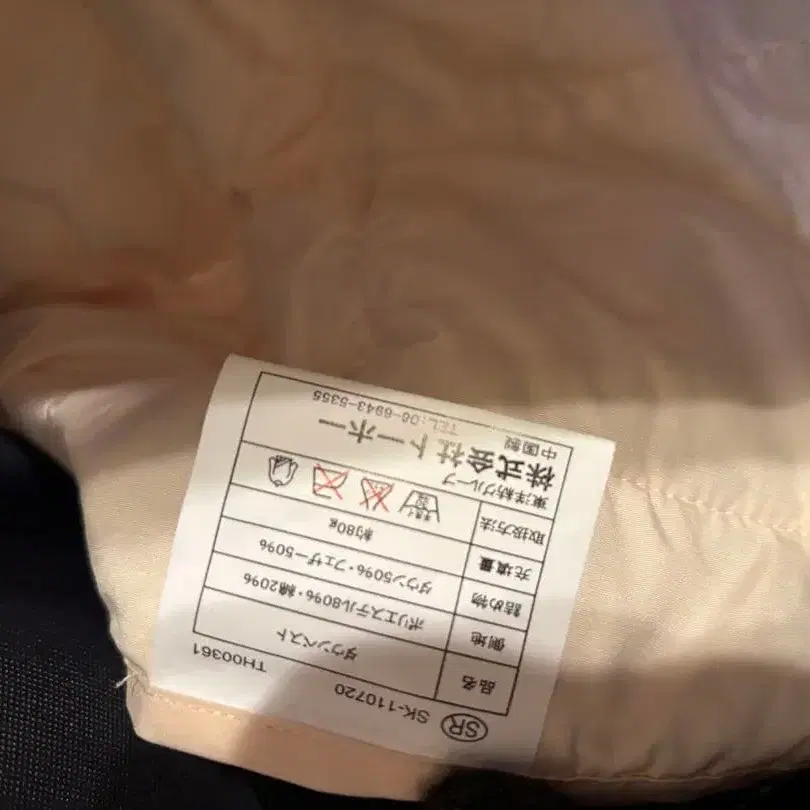 SR SK-110720 TH00361
品名 ダウンベスト
側地 ポリエステル80%・綿20%
詰め物 ダウン50%・フェザー50%
充填量 約80g
取扱方法
東洋紡グループ
株式会社トーホー
中国製 TEL:06-6943-5355